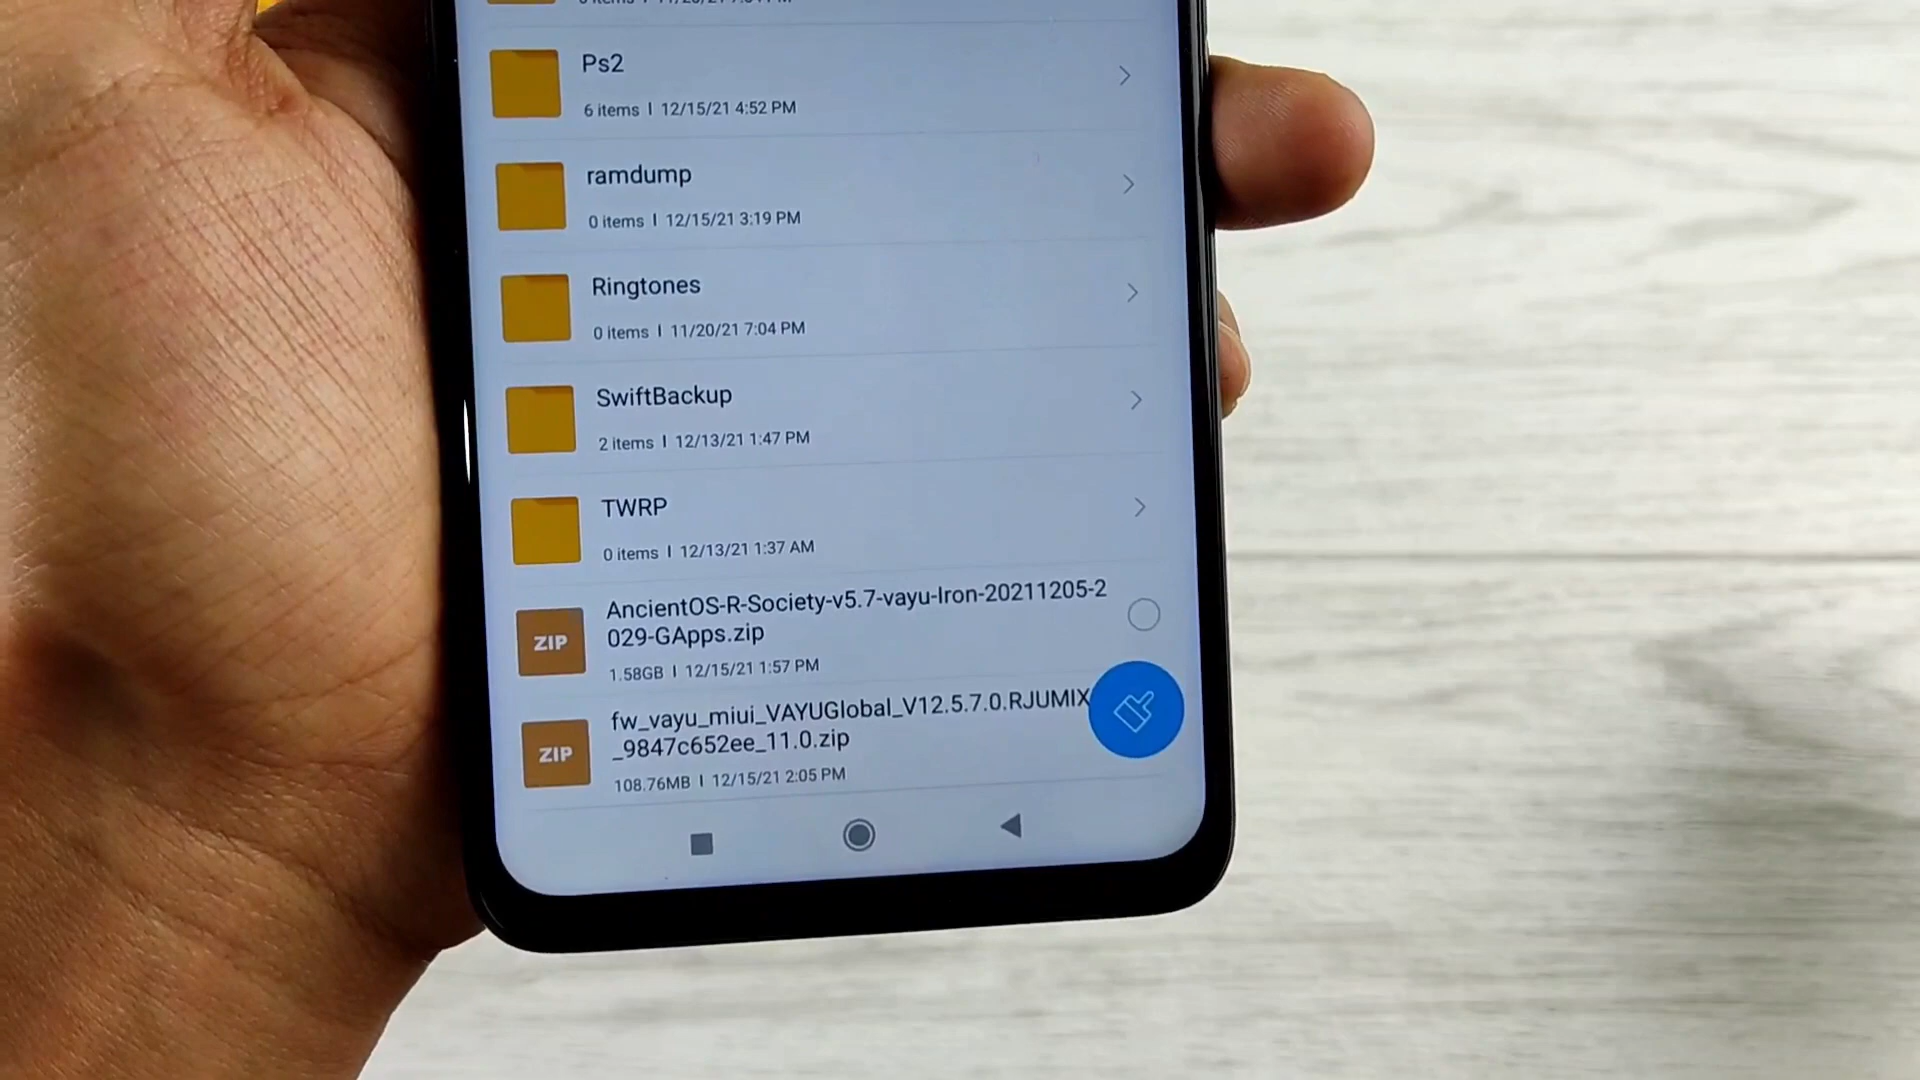 Ps2
6 items | 12/15/21 4:52 PM
ramdump
0 items | 12/15/21 3:19 PM
Ringtones
0 items | 11/20/21 7:04 PM
SwiftBackup
2 items | 12/13/21 1:47 PM
TWRP
0 items | 12/13/21 1:37 AM
ZIP
AncientOS-R-Society-v5.7-vayu-Iron-20211205-2
029-GApps.zip
1.58GB | 12/15/21 1:57 PM
ZIP
fw_vayu_miui_VAYUGlobal_V12.5.7.0.RJUMIX
_9847c652ee_11.0.zip
108.76MB | 12/15/21 2:05 PM